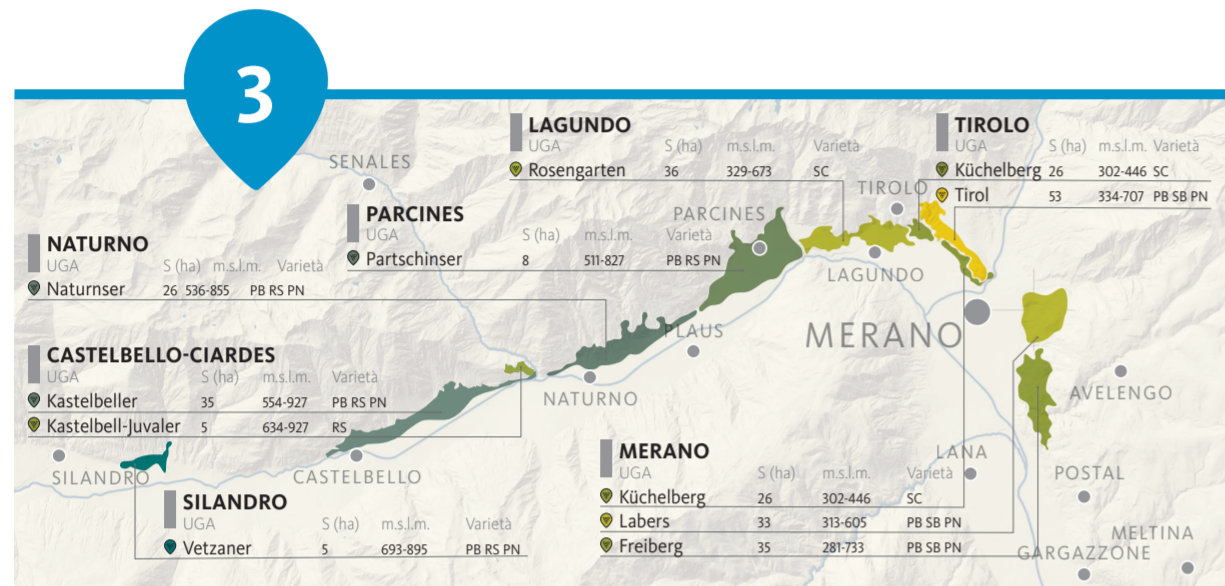 3
LAGUNDO
UGA S (ha) m.s.l.m. Varietà
Rosengarten 36 329-673 SC
TIROLO
UGA S (ha) m.s.l.m. Varietà
Küchelberg 26 302-446 SC
Tirol 53 334-707 PB SB PN
SENALES
TIROLO
PARCINES
UGA S (ha) m.s.l.m. Varietà
Partschinser 8 511-827 PB RS PN
PARCINES
NATURNO
UGA S (ha) m.s.l.m. Varietà
Naturnser 26 536-855 PB RS PN
LAGUNDO
MERANO
PLAUS
CASTELBELLO-CIARDES
UGA S (ha) m.s.l.m. Varietà
Kastelbeller 35 554-927 PB RS PN
Kastelbell-Juvaler 5 634-927 RS
NATURNO
AVELENGO
MERANO
UGA S (ha) m.s.l.m. Varietà
Küchelberg 26 302-446 SC
Labers 33 313-605 PB SB PN
Freiberg 35 281-733 PB SB PN
LANA
POSTAL
SILANDRO
CASTELBELLO
SILANDRO
UGA S (ha) m.s.l.m. Varietà
Vetzaner 5 693-895 PB RS PN
MELTINA
GARGAZZONE